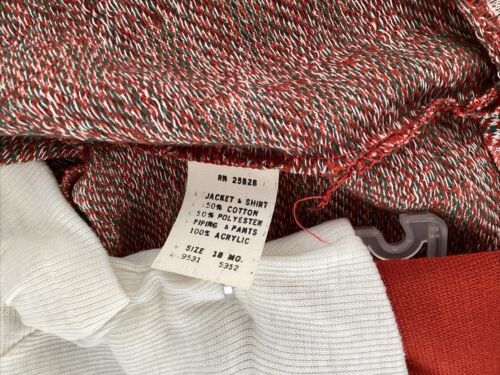 RN 25828
JACKET & SHIRT
50% COTTON
50% POLYESTER
PIPING & PANTS
100% ACRYLIC
SIZE 18 MO.
9531 5352